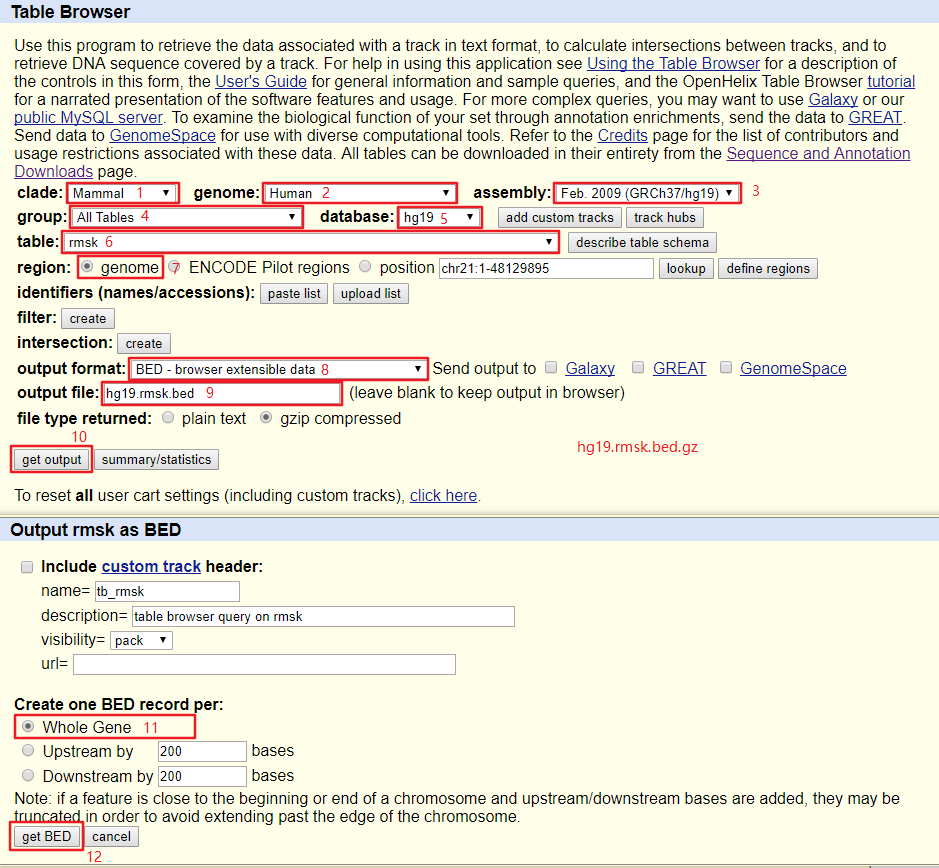 Table Browser
Use this program to retrieve the data associated with a track in text format, to calculate intersections between tracks, and to
retrieve DNA sequence covered by a track. For help in using this application see Using the Table Browser for a description of
the controls in this form, the User's Guide for general information and sample queries, and the OpenHelix Table Browser tutorial
for a narrated presentation of the software features and usage. For more complex queries, you may want to use Galaxy or our
public MySQL server. To examine the biological function of your set through annotation enrichments, send the data to GREAT.
Send data to GenomeSpace for use with diverse computational tools. Refer to the Credits page for the list of contributors and
usage restrictions associated with these data. All tables can be downloaded in their entirety from the Sequence and Annotation
Downloads page.
clade: Mammal 1 genome: Human 2 assembly: Feb. 2009 (GRCh37/hg19) 3
group: All Tables 4 database: hg19 5 add custom tracks track hubs
table: rmsk 6 describe table schema
region: genome 7 ENCODE Pilot regions position chr21:1-48129895 lookup define regions
identifiers (names/accessions): paste list upload list
filter: create
intersection: create
output format: BED - browser extensible data 8 Send output to Galaxy GREAT GenomeSpace
output file: hg19.rmsk.bed 9 (leave blank to keep output in browser)
file type returned: plain text gzip compressed
10
hg19.rmsk.bed.gz
get output summary/statistics
To reset all user cart settings (including custom tracks), click here.
Output rmsk as BED
Include custom track header:
name= tb_rmsk
description= table browser query on rmsk
visibility= pack
url=
Create one BED record per:
Whole Gene 11
Upstream by 200 bases
Downstream by 200 bases
Note: if a feature is close to the beginning or end of a chromosome and upstream/downstream bases are added, they may be
truncated in order to avoid extending past the edge of the chromosome.
get BED cancel
12